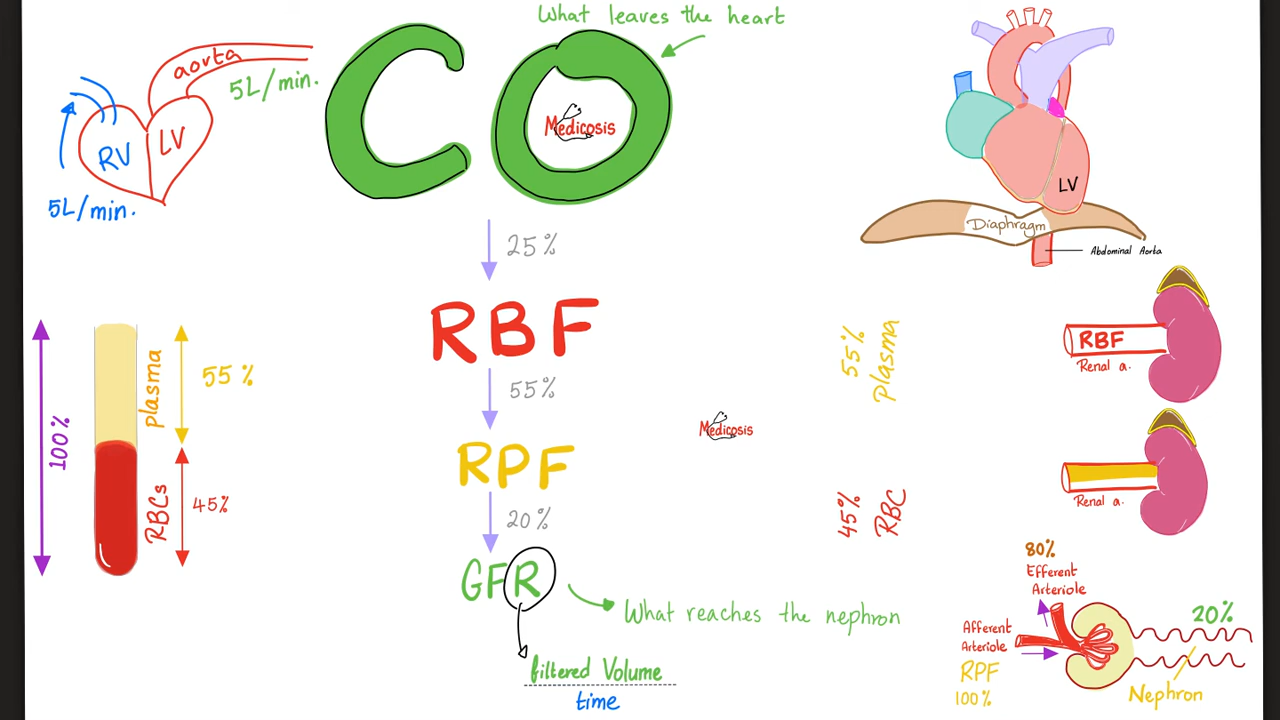 What leaves the heart
aorta
5L/min.
CO
Medicosis
RV
LV
5L/min.
LV
Diaphragm
Abdominal Aorta
25%
RBF
55%
RPF
20%
GFR
What reaches the nephron
filtered Volume
time
100%
plasma
55%
RBCs
45%
Medicosis
55%
plasma
45%
RBC
RBF
Renal a.
Renal a.
80%
Efferent
Arteriole
Afferent
Arteriole
RPF
100%
20%
Nephron